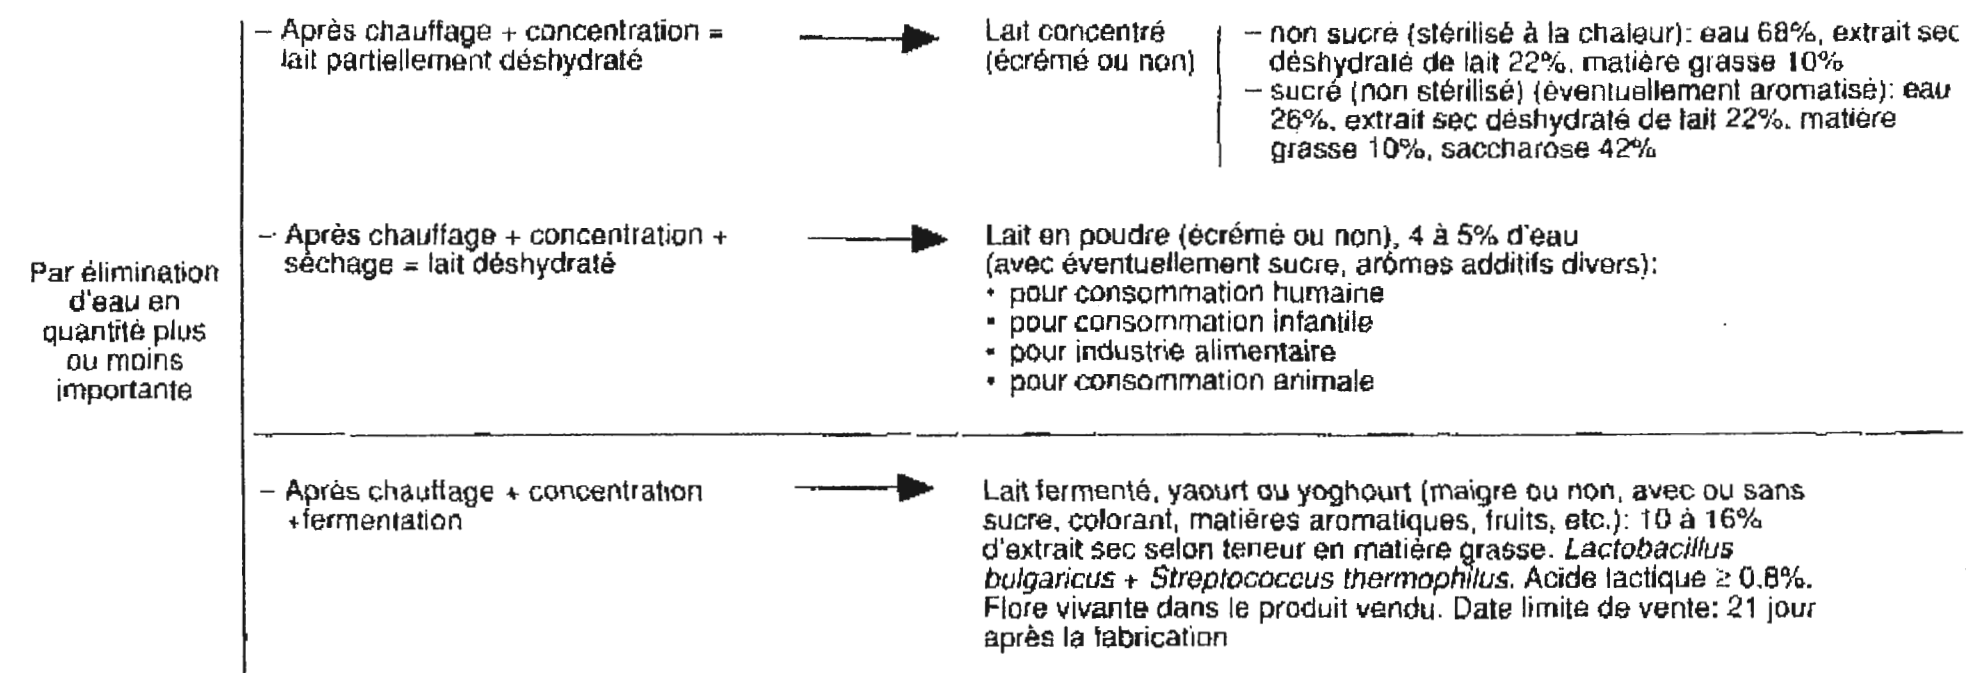 Par élimination
d'eau en
quantité plus
ou moins
importante
– Après chauffage + concentration =
lait partiellement déshydraté
Lait concentré
(écrémé ou non)
– non sucré (stérilisé à la chaleur): eau 68%, extrait sec
déshydraté de lait 22%. matière grasse 10%
– sucré (non stérilisé) (éventuellement aromatisé): eau
26%, extrait sec déshydraté de lait 22%. matière
grasse 10%, saccharose 42%
– Après chauffage + concentration +
séchage = lait déshydraté
Lait en poudre (écrémé ou non), 4 à 5% d'eau
(avec éventuellement sucre, arômes additifs divers):
• pour consommation humaine
• pour consommation infantile
• pour industrie alimentaire
• pour consommation animale
– Après chauffage + concentration
+fermentation
Lait fermenté, yaourt ou yoghourt (maigre ou non, avec ou sans
sucre, colorant, matières aromatiques, fruits, etc.): 10 à 16%
d'extrait sec selon teneur en matière grasse. Lactobacillus
bulgaricus + Streptococcus thermophilus. Acide lactique ≥ 0.8%.
Flore vivante dans le produit vendu. Date limite de vente: 21 jour
après la fabrication